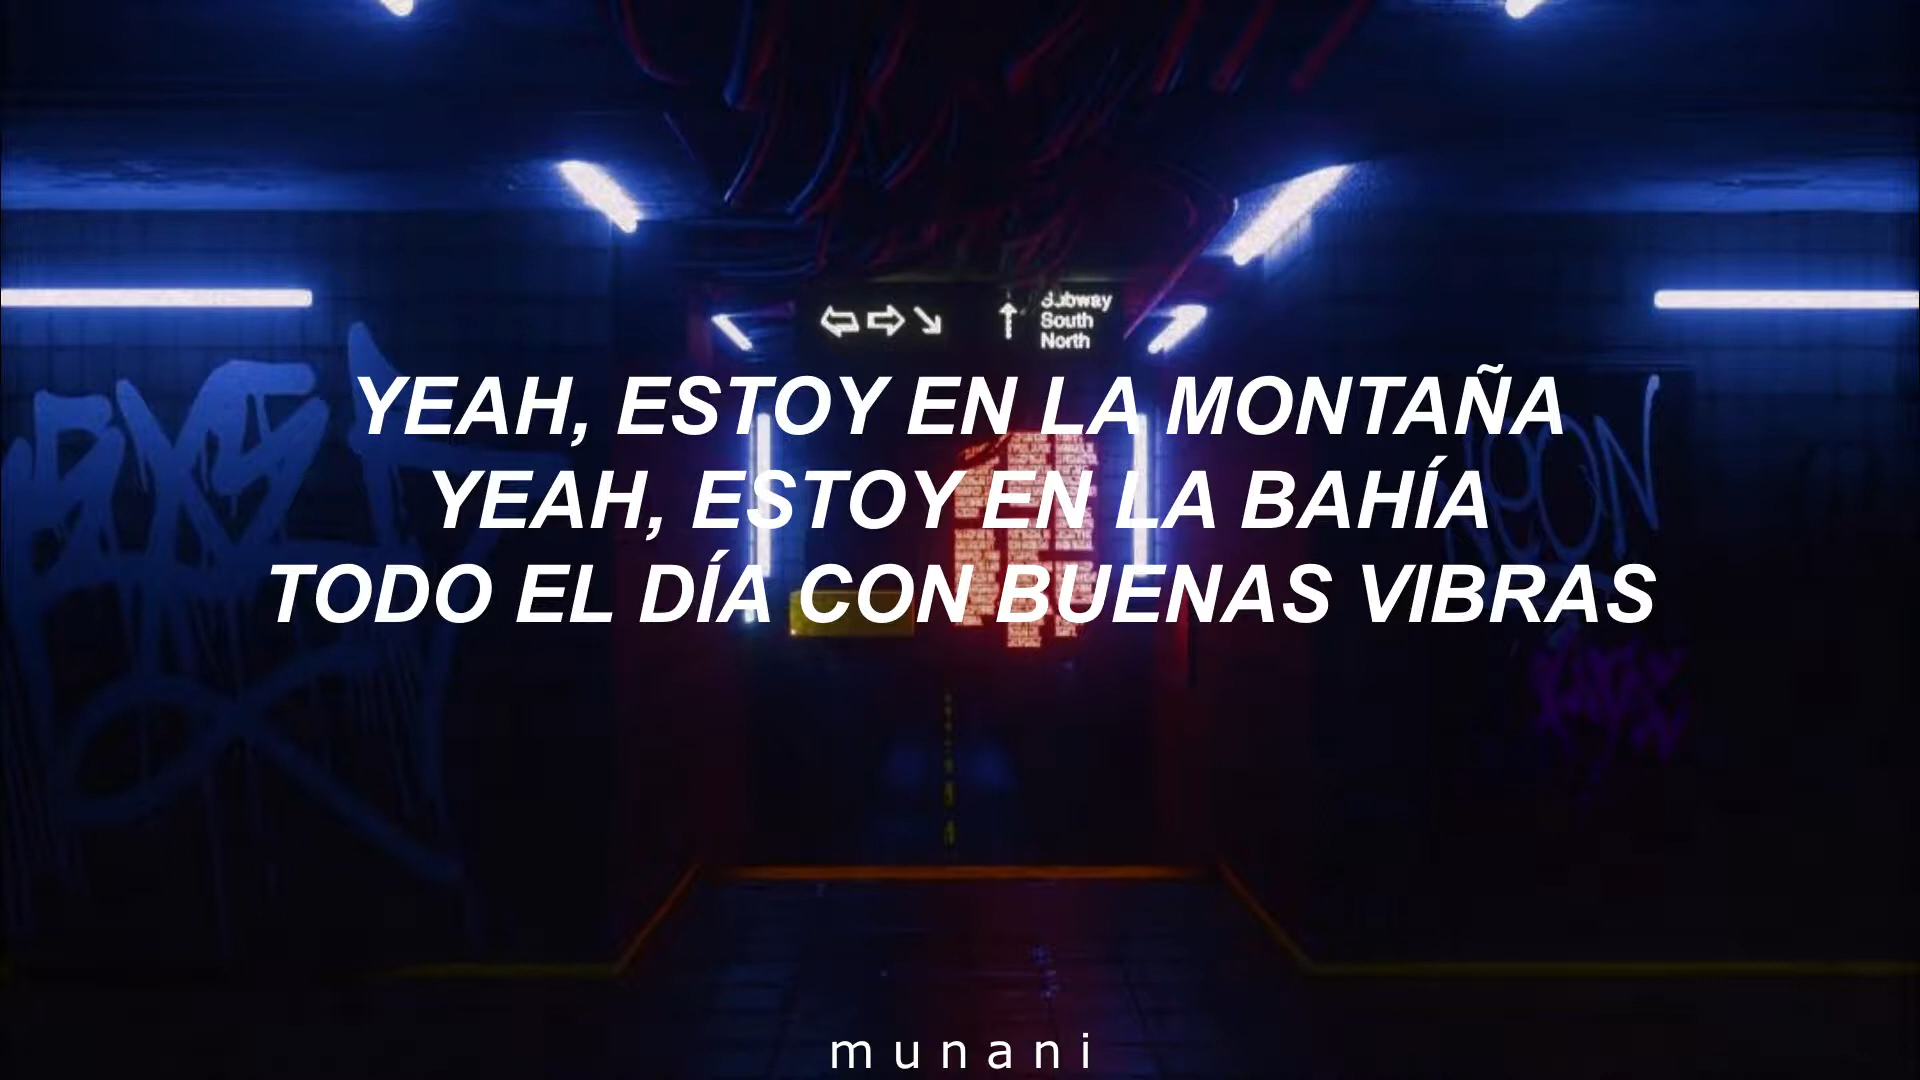 Subway
South
North
YEAH, ESTOY EN LA MONTAÑA
YEAH, ESTOY EN LA BAHÍA
TODO EL DÍA CON BUENAS VIBRAS
munani